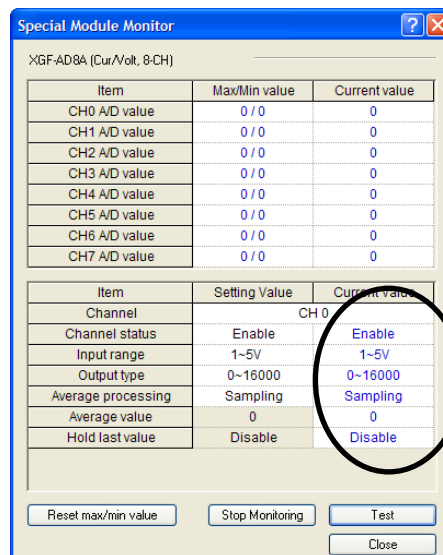 Special Module Monitor
XGF-AD8A (Cur/Volt, 8-CH)
Item Max/Min value Current value
CH0 A/D value 0 / 0 0
CH1 A/D value 0 / 0 0
CH2 A/D value 0 / 0 0
CH3 A/D value 0 / 0 0
CH4 A/D value 0 / 0 0
CH5 A/D value 0 / 0 0
CH6 A/D value 0 / 0 0
CH7 A/D value 0 / 0 0
Item Setting Value Current value
Channel CH 0
Channel status Enable Enable
Input range 1~5V 1~5V
Output type 0~16000 0~16000
Average processing Sampling Sampling
Average value 0 0
Hold last value Disable Disable
Reset max/min value Stop Monitoring Test
Close